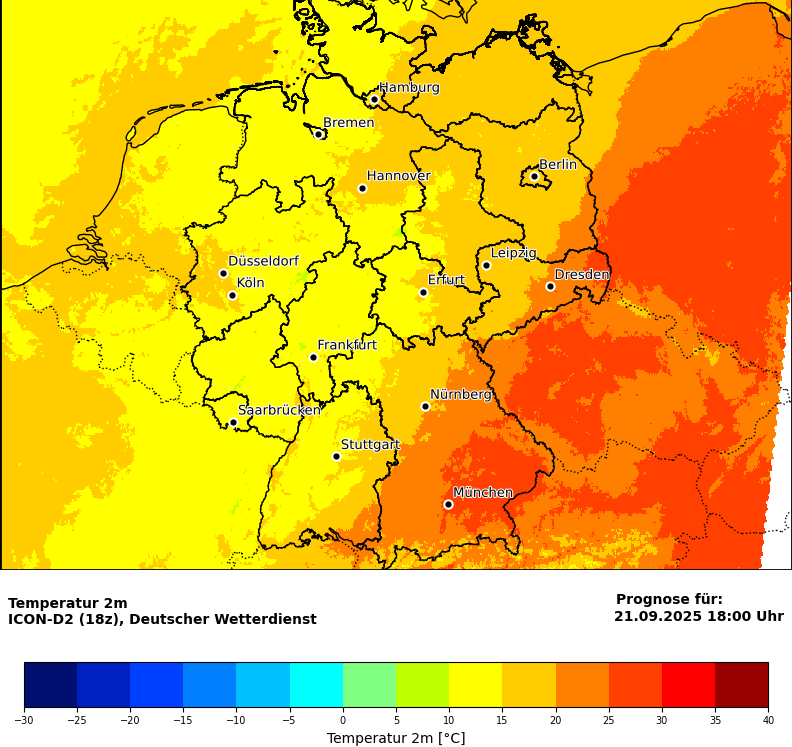 Hamburg
Bremen
Berlin
Hannover
Leipzig
Düsseldorf
Dresden
Köln
Erfurt
Frankfurt
Nürnberg
Saarbrücken
Stuttgart
München
Temperatur 2m
ICON-D2 (18z), Deutscher Wetterdienst
Prognose für:
21.09.2025 18:00 Uhr
−30 −25 −20 −15 −10 −5 0 5 10 15 20 25 30 35 40
Temperatur 2m [°C]